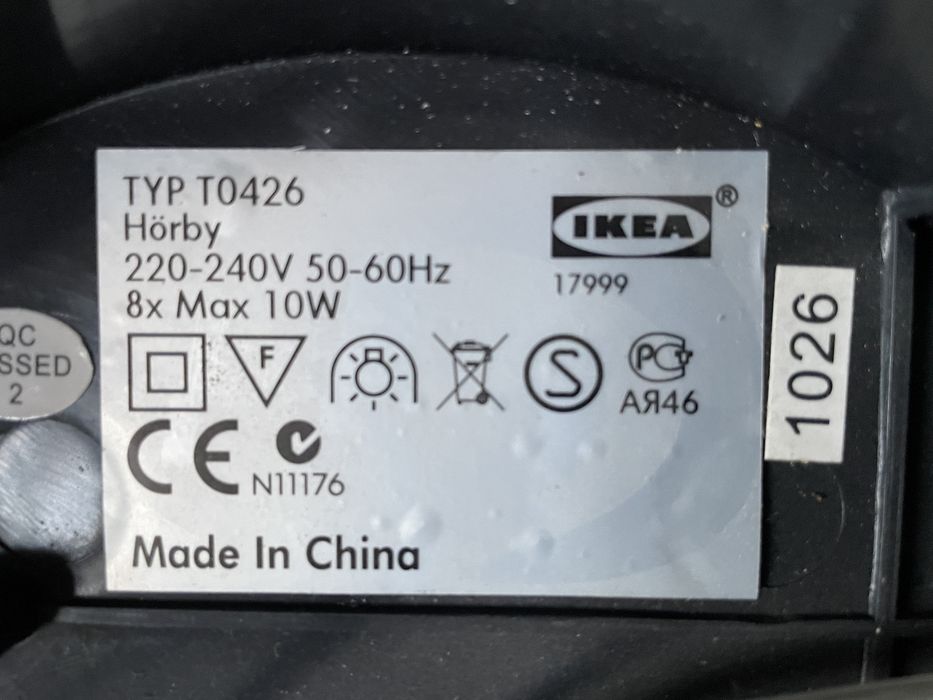 TYP T0426
Hörby
220-240V 50-60Hz
8x Max 10W
IKEA®
17999
F
S
PCT
АЯ46
CE
N11176
Made In China
1026
QC
SSED
2